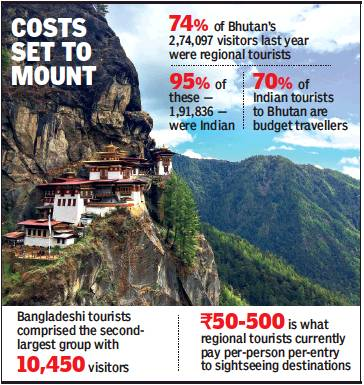 COSTS
SET TO
MOUNT
74% of Bhutan's
2,74,097 visitors last year
were regional tourists
95% of
these —
1,91,836 —
were Indian
70% of
Indian tourists
to Bhutan are
budget travellers
Bangladeshi tourists
comprised the second-
largest group with
10,450 visitors
₹50-500 is what
regional tourists currently
pay per-person per-entry
to sightseeing destinations